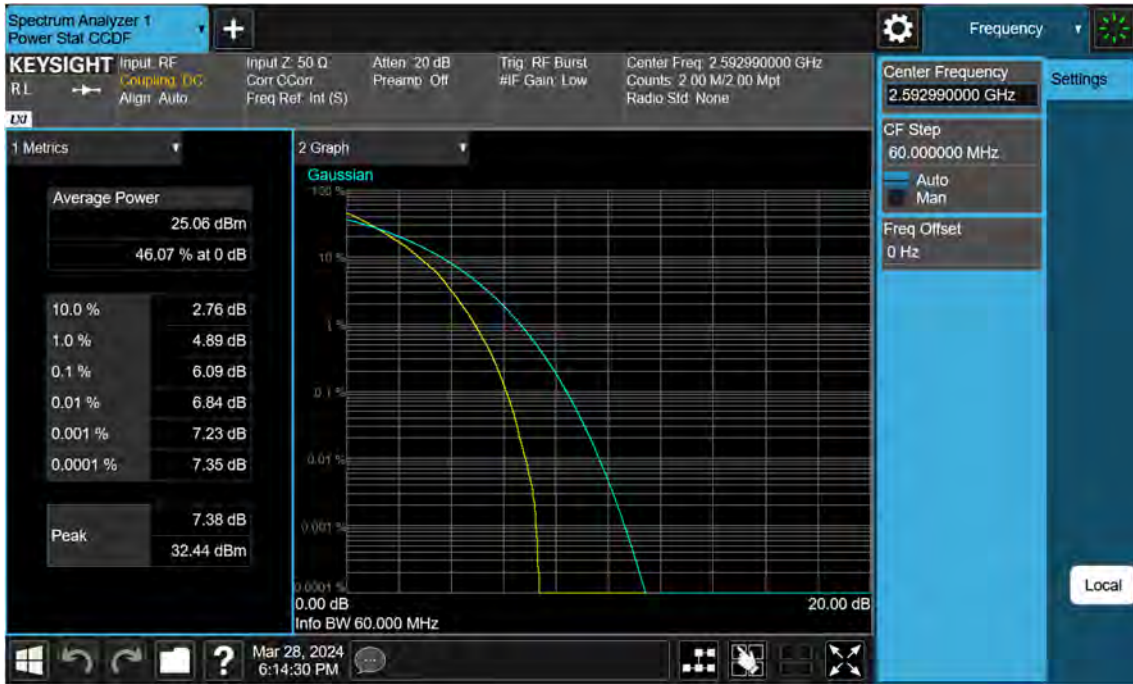 Spectrum Analyzer 1
Power Stat CCDF
+
Frequency
KEYSIGHT
Input: RF
Input Z: 50 Ω
Atten: 20 dB
Trig: RF Burst
Center Freq: 2.592990000 GHz
RL
Coupling: DC
Corr CCorr
Preamp: Off
#IF Gain: Low
Counts: 2.00 M/2.00 Mpt
Align: Auto
Freq Ref: Int (S)
Radio Std: None
LXI
Center Frequency
2.592990000 GHz
Settings
CF Step
60.000000 MHz
Auto
Man
Freq Offset
0 Hz
1 Metrics
Average Power
25.06 dBm
46.07 % at 0 dB
10.0 % 2.76 dB
1.0 % 4.89 dB
0.1 % 6.09 dB
0.01 % 6.84 dB
0.001 % 7.23 dB
0.0001 % 7.35 dB
Peak
7.38 dB
32.44 dBm
2 Graph
Gaussian
100 %
10 %
1 %
0.1 %
0.01 %
0.001 %
0.0001 %
0.00 dB 20.00 dB
Info BW 60.000 MHz
Local
?
Mar 28, 2024
6:14:30 PM